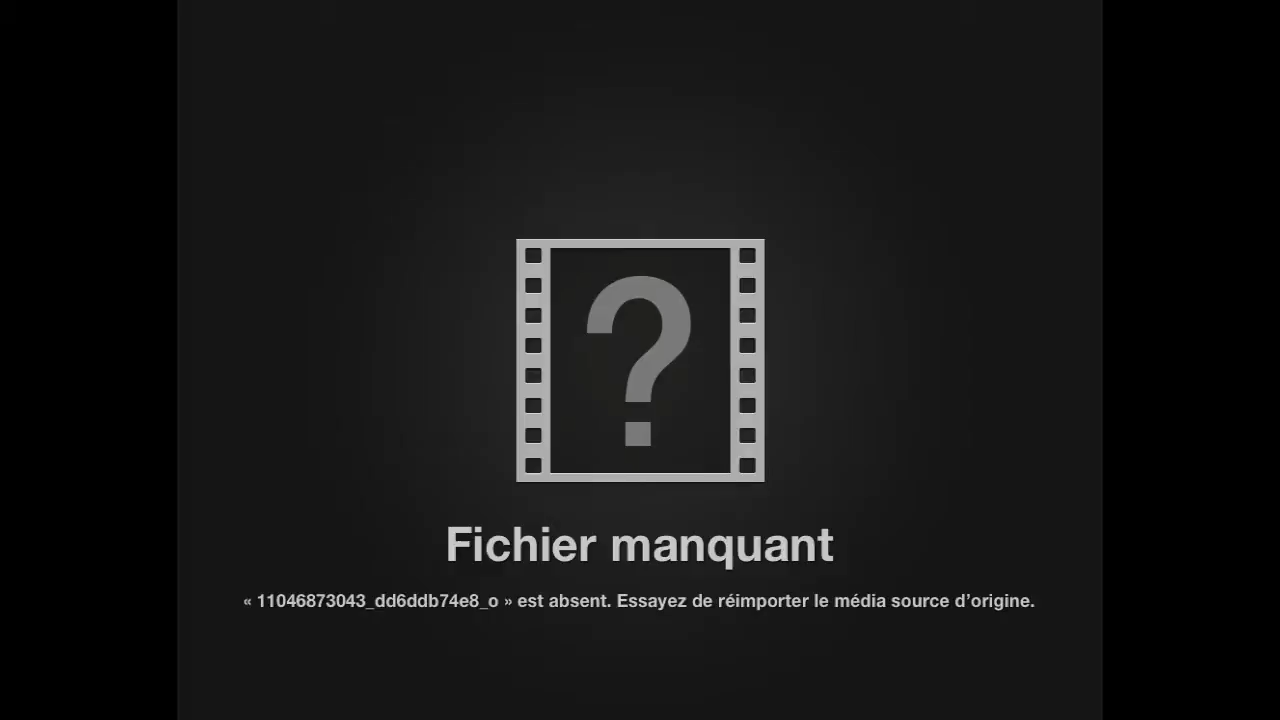 ?
Fichier manquant
« 11046873043_dd6ddb74e8_o » est absent. Essayez de réimporter le média source d’origine.